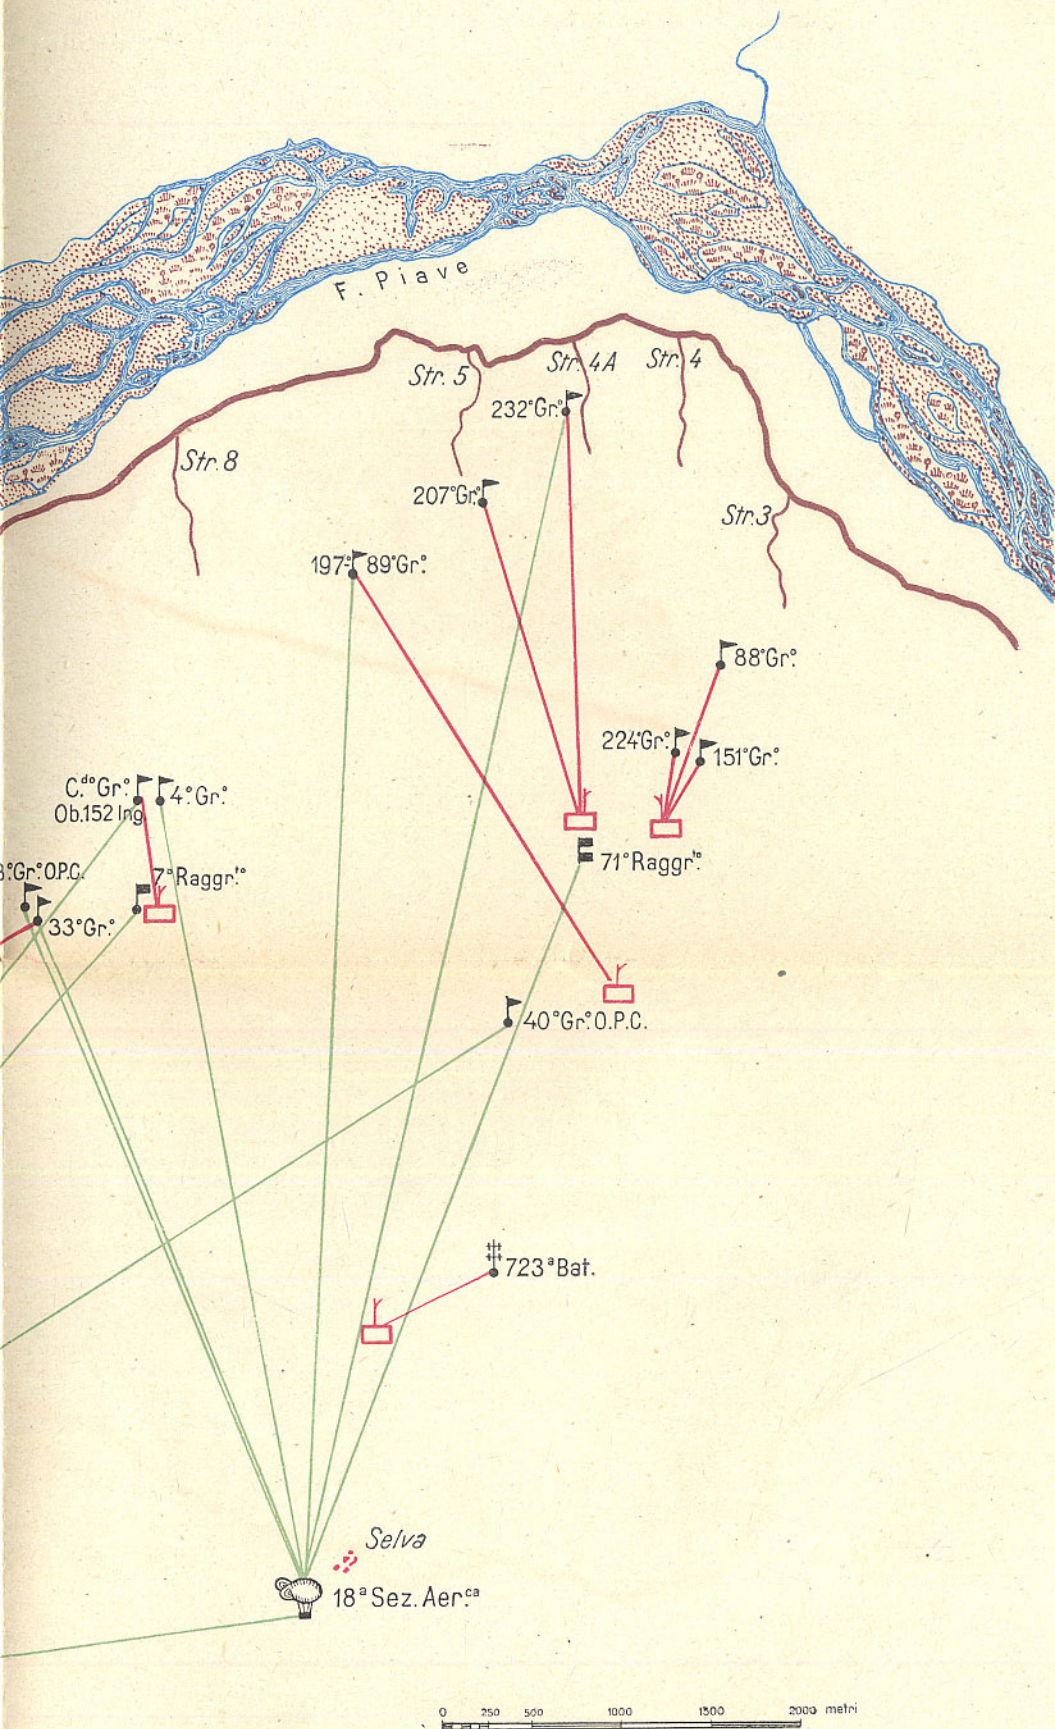 F. Piave
Str. 5
Str. 4A
Str. 4
232° Gr.°
Str. 8
207° Gr.°
Str. 3
197°- 89° Gr.°
88° Gr.°
224° Gr.°
151° Gr.°
C.do Gr.°
Ob. 152 Ing.
4.° Gr.°
71° Raggr.to
8.° Gr.° O.P.C.
7° Raggr.to
33° Gr.°
40° Gr.° O.P.C.
723ª Bat.
Selva
18ª Sez. Aer.ca
0 250 500 1000 1500 2000 metri